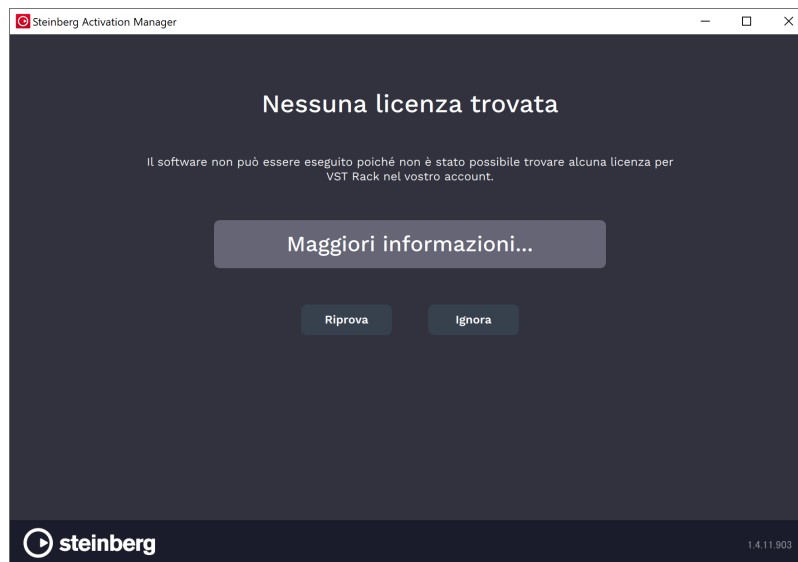 Steinberg Activation Manager
Nessuna licenza trovata
Il software non può essere eseguito poiché non è stato possibile trovare alcuna licenza per
VST Rack nel vostro account.
Maggiori informazioni...
Riprova
Ignora
steinberg
1.4.11.903